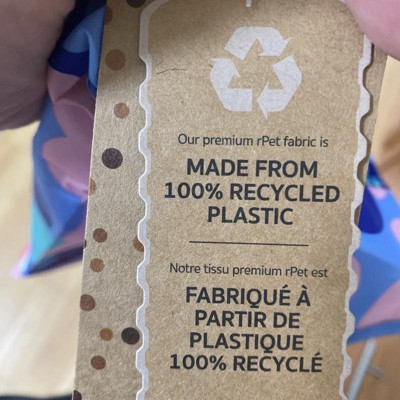 Our premium rPet fabric is
MADE FROM
100% RECYCLED
PLASTIC
Notre tissu premium rPet est
FABRIQUÉ À
PARTIR DE
PLASTIQUE
100% RECYCLÉ